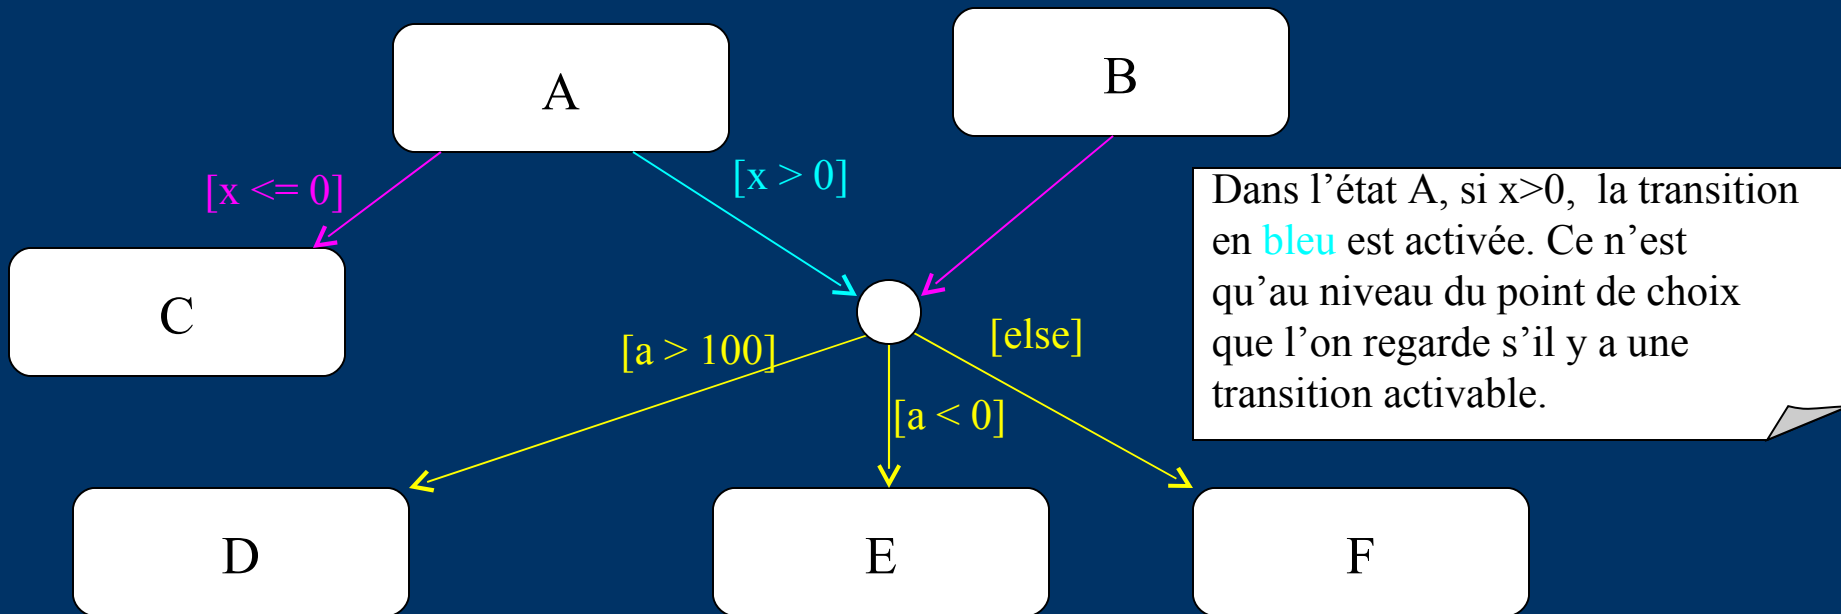 A
B
[x <= 0]
[x > 0]
Dans l’état A, si x>0,  la transition
en bleu est activée. Ce n’est
qu’au niveau du point de choix
que l’on regarde s’il y a une
transition activable.
C
[a > 100]
[else]
[a < 0]
D
E
F